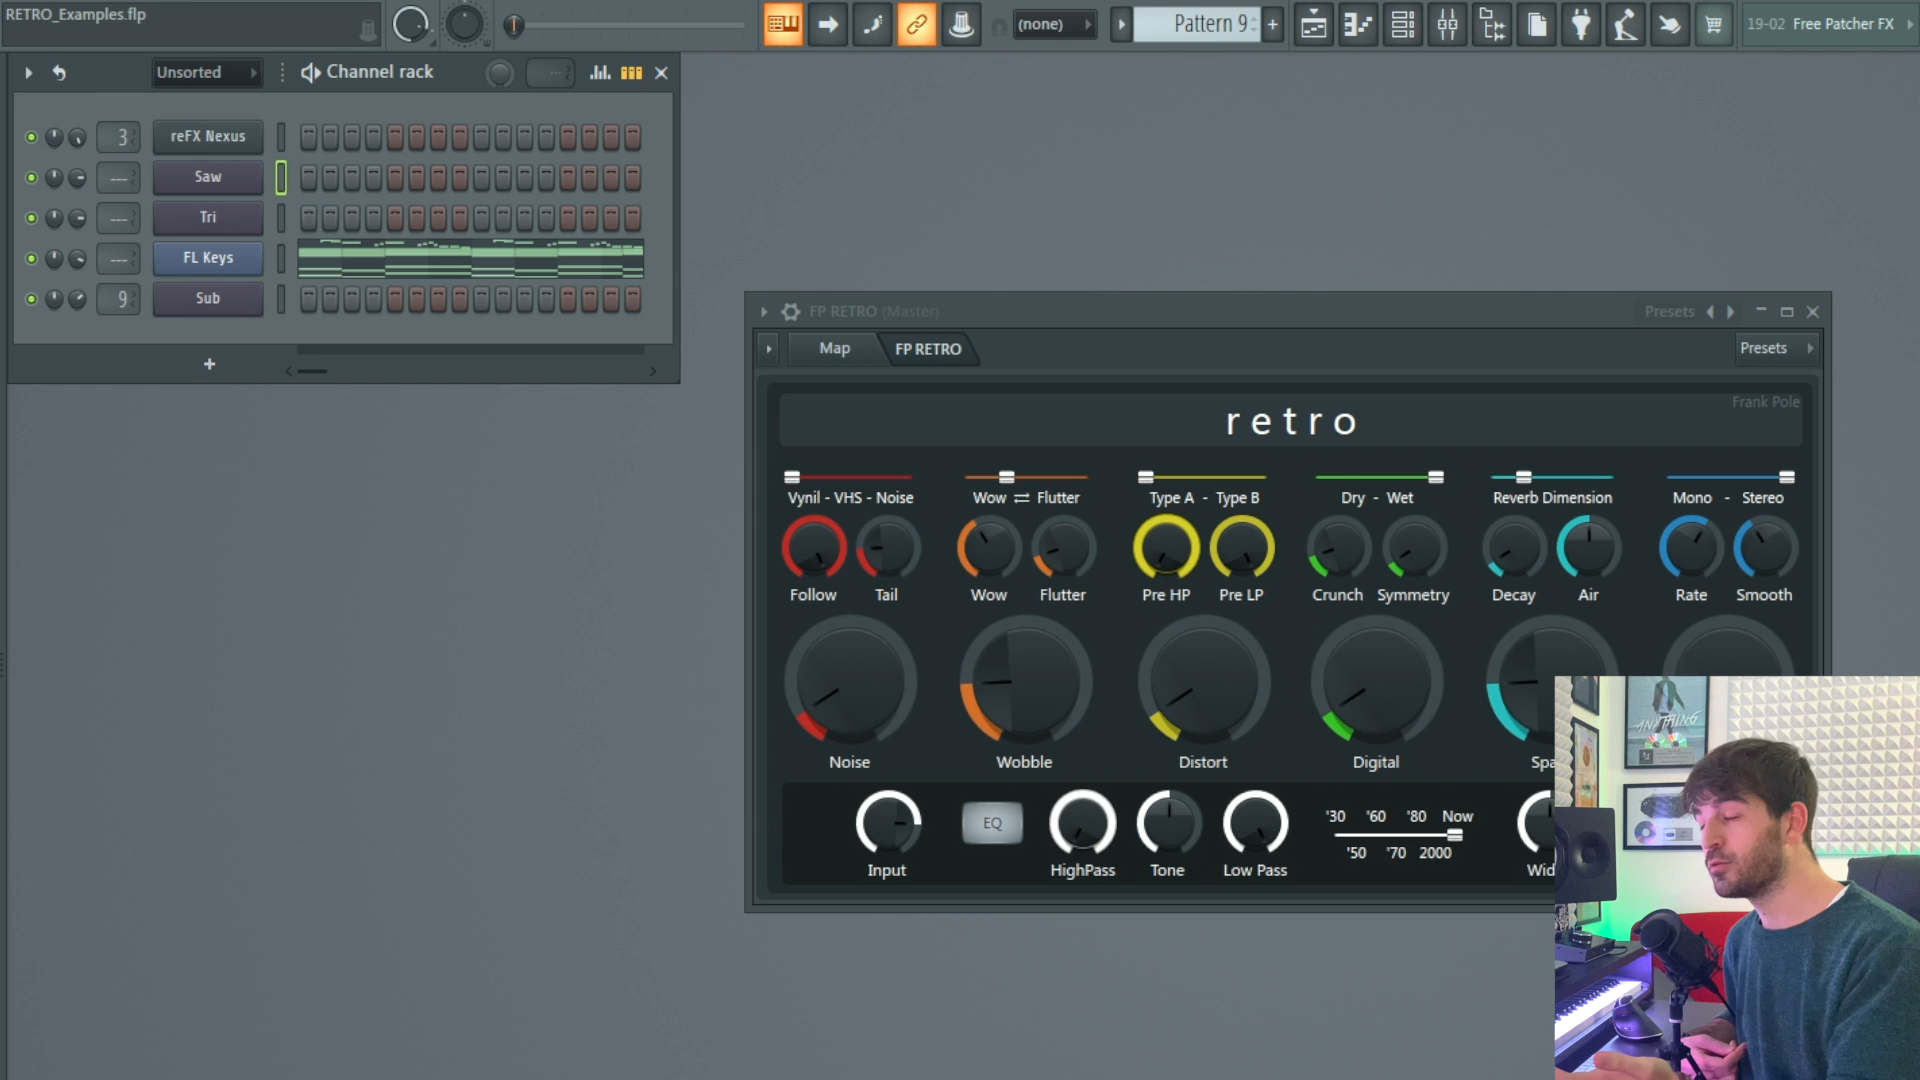 RETRO_Examples.flp
(none)
Pattern 9
+
19-02 Free Patcher FX
Unsorted
Channel rack
3
reFX Nexus
---
Saw
---
Tri
---
FL Keys
9
Sub
+
FP RETRO (Master)
Presets
Map
FP RETRO
Presets
retro
Frank Pole
Vynil - VHS - Noise
Wow ⇌ Flutter
Type A - Type B
Dry - Wet
Reverb Dimension
Mono - Stereo
Follow
Tail
Wow
Flutter
Pre HP
Pre LP
Crunch
Symmetry
Decay
Air
Rate
Smooth
Noise
Wobble
Distort
Digital
Spa
Input
EQ
HighPass
Tone
Low Pass
'30 '60 '80 Now
'50 '70 2000
Wid
ANYTHING